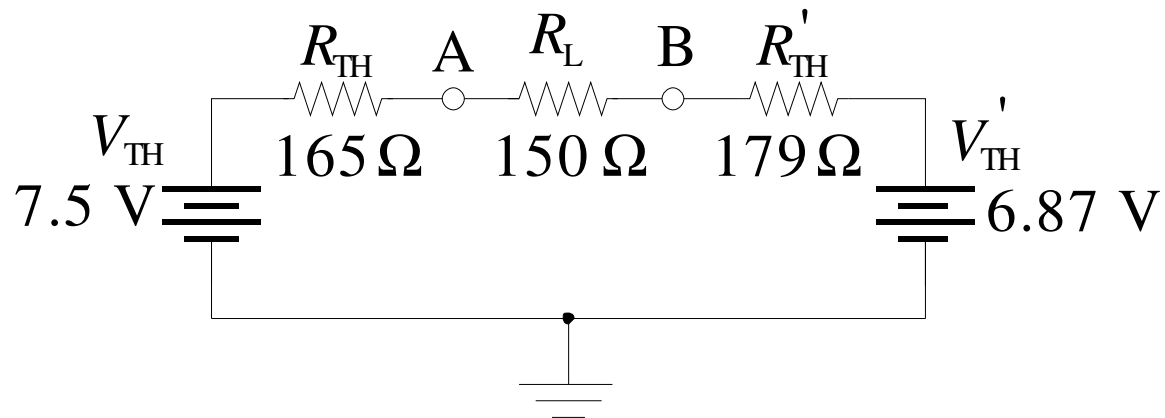 R_TH A R_L B R'_TH
V_TH 165 Ω 150 Ω 179 Ω V'_TH
7.5 V 6.87 V